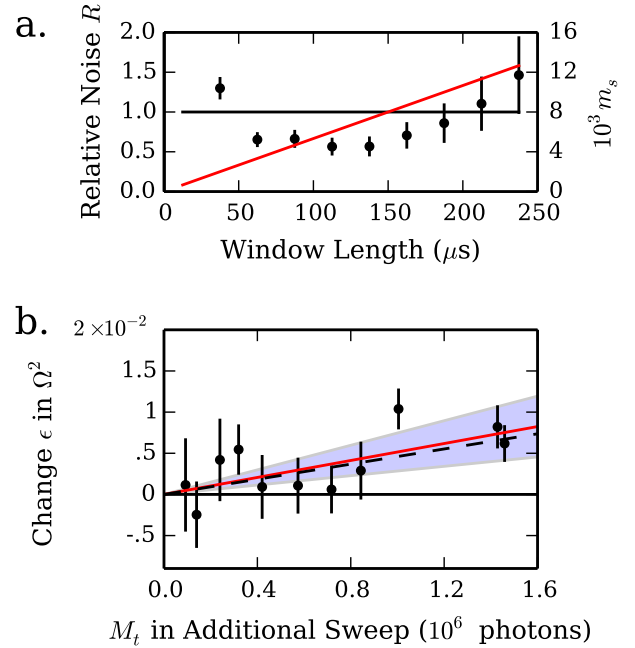 a.
Relative Noise R
2.0
1.5
1.0
0.5
0.0
16
12
8
4
0
10³ mₛ
0 50 100 150 200 250
Window Length (μs)
b.
2 ×10⁻²
1.5
1
.5
0
-.5
Change ϵ in Ω²
0.0 0.4 0.8 1.2 1.6
Mₜ in Additional Sweep (10⁶ photons)